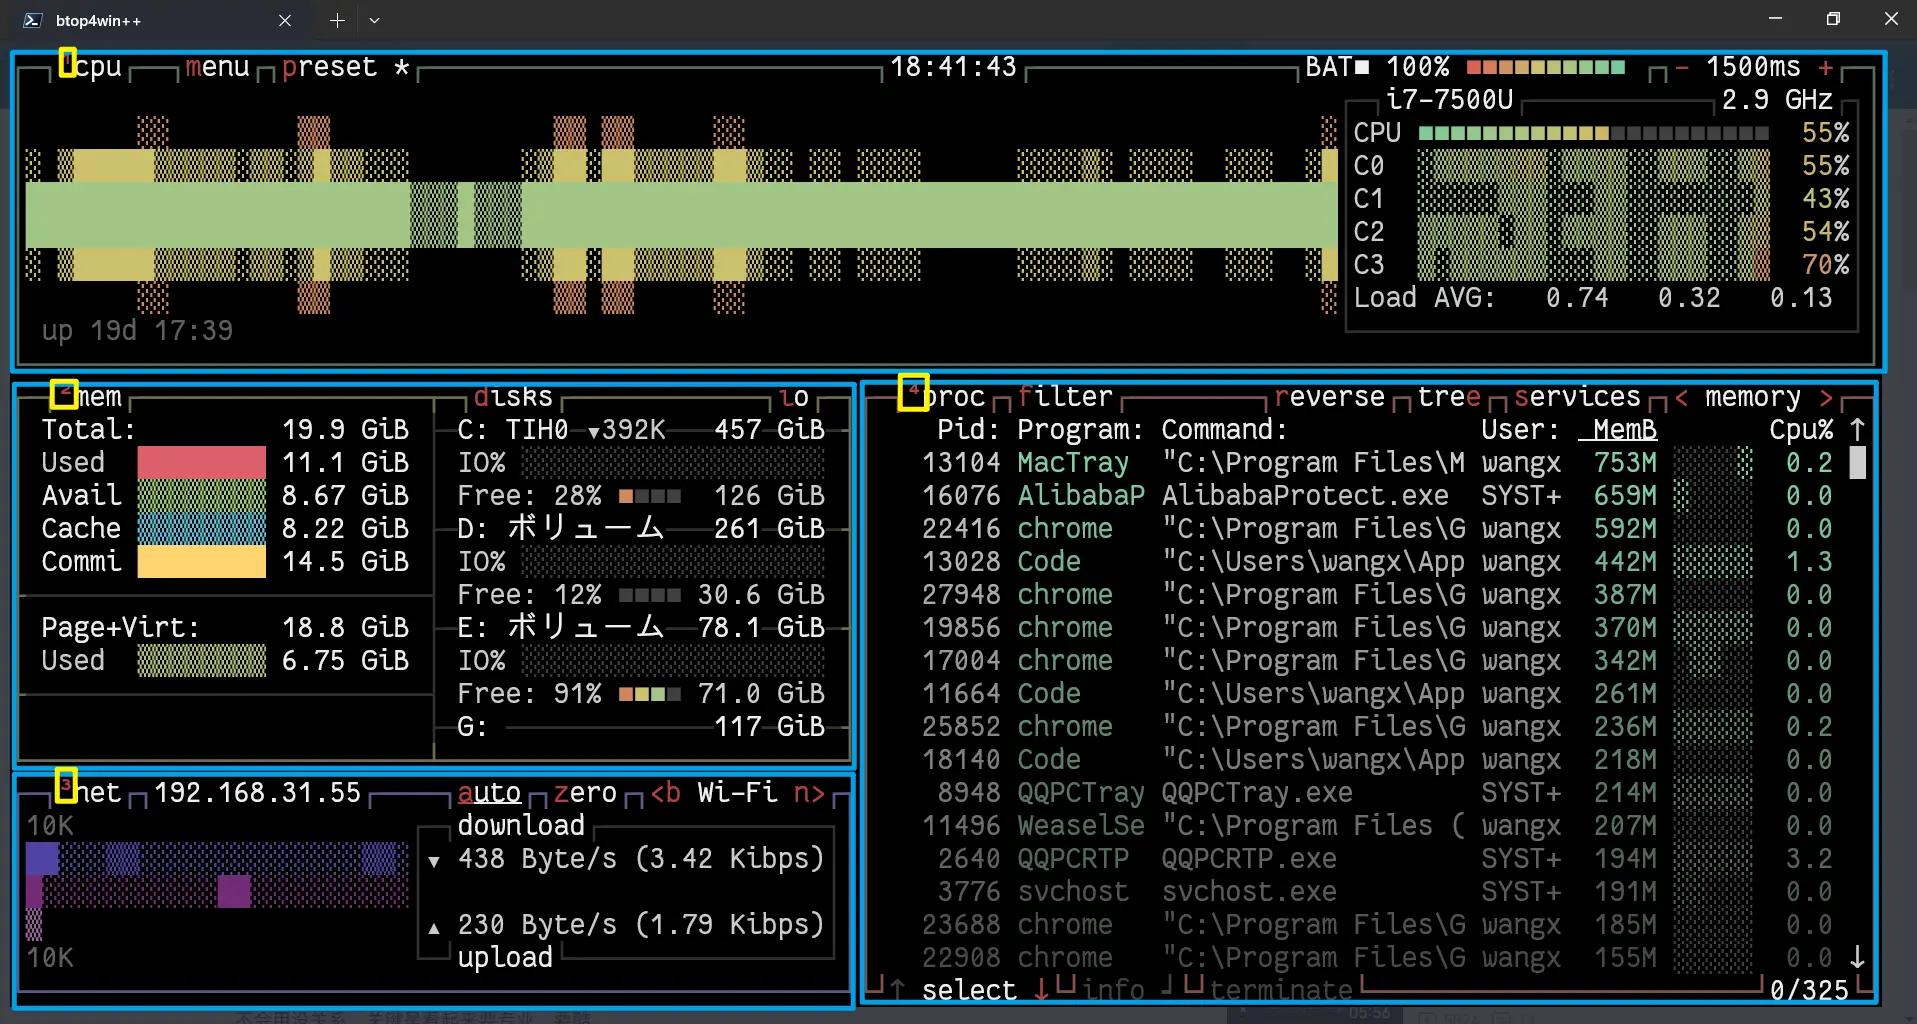 btop4win++
1cpu menu preset * 18:41:43 BAT■ 100% - 1500ms +
i7-7500U 2.9 GHz
CPU 55%
C0 55%
C1 43%
C2 54%
C3 70%
Load AVG: 0.74 0.32 0.13
up 19d 17:39
2mem
Total: 19.9 GiB
Used 11.1 GiB
Avail 8.67 GiB
Cache 8.22 GiB
Commi 14.5 GiB
Page+Virt: 18.8 GiB
Used 6.75 GiB
disks io
C: TIH0 ▼392K 457 GiB
IO%
Free: 28% 126 GiB
D: ボリューム 261 GiB
IO%
Free: 12% 30.6 GiB
E: ボリューム 78.1 GiB
IO%
Free: 91% 71.0 GiB
G: 117 GiB
3net 192.168.31.55 auto zero <b Wi-Fi n>
10K
download
▼ 438 Byte/s (3.42 Kibps)
▲ 230 Byte/s (1.79 Kibps)
upload
10K
4proc filter reverse tree services < memory >
Pid: Program: Command: User: MemB Cpu% ↑
13104 MacTray "C:\Program Files\M wangx 753M 0.2
16076 AlibabaP AlibabaProtect.exe SYST+ 659M 0.0
22416 chrome "C:\Program Files\G wangx 592M 0.0
13028 Code "C:\Users\wangx\App wangx 442M 1.3
27948 chrome "C:\Program Files\G wangx 387M 0.0
19856 chrome "C:\Program Files\G wangx 370M 0.0
17004 chrome "C:\Program Files\G wangx 342M 0.0
11664 Code "C:\Users\wangx\App wangx 261M 0.0
25852 chrome "C:\Program Files\G wangx 236M 0.2
18140 Code "C:\Users\wangx\App wangx 218M 0.0
8948 QQPCTray QQPCTray.exe SYST+ 214M 0.0
11496 WeaselSe "C:\Program Files ( wangx 207M 0.0
2640 QQPCRTP QQPCRTP.exe SYST+ 194M 3.2
3776 svchost svchost.exe SYST+ 191M 0.0
23688 chrome "C:\Program Files\G wangx 185M 0.0
22908 chrome "C:\Program Files\G wangx 155M 0.0 ↓
↑ select ↓ info ↲ terminate 0/325
05:56